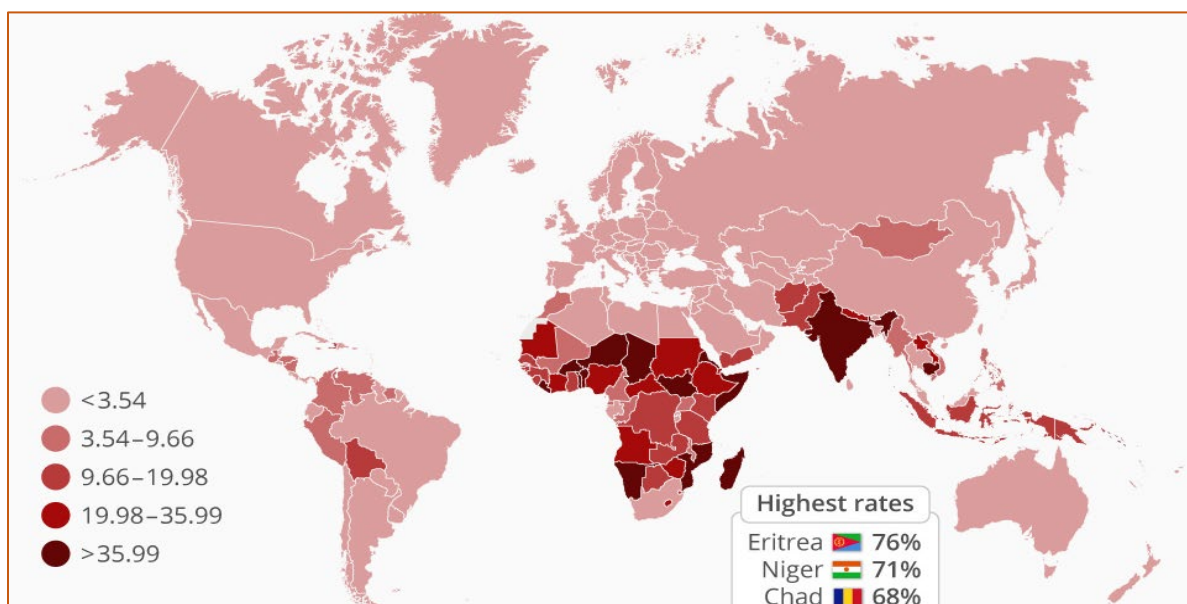 <3.54
3.54–9.66
9.66–19.98
19.98–35.99
>35.99
Highest rates
Eritrea 76%
Niger 71%
Chad 68%